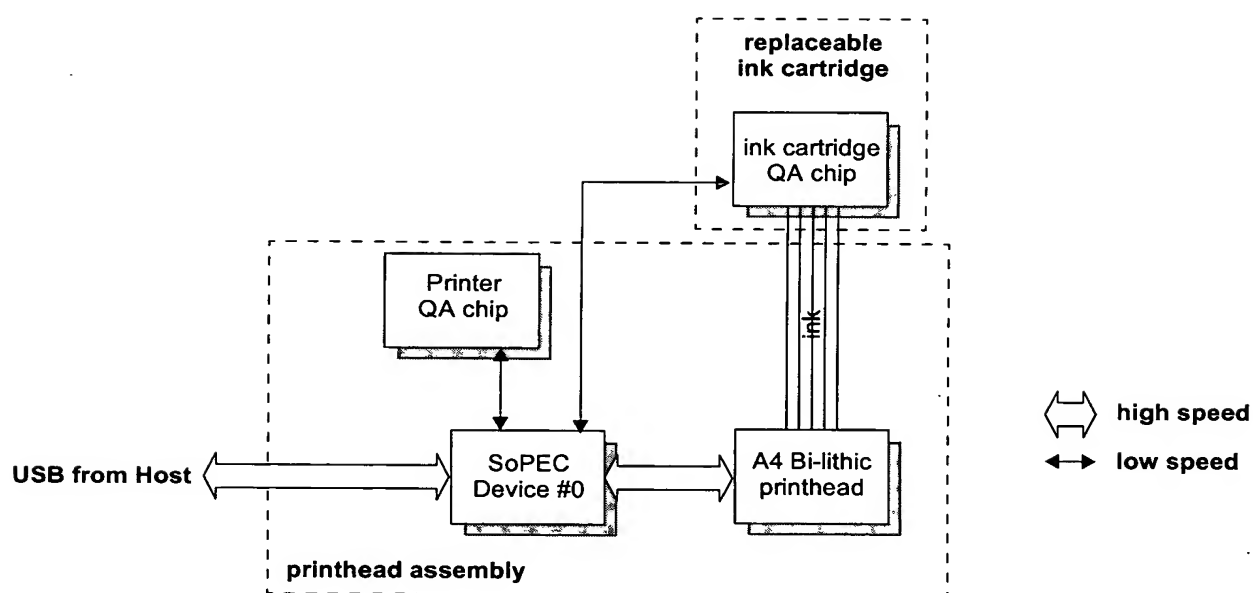 replaceable
ink cartridge
ink cartridge
QA chip
Printer
QA chip
ink
USB from Host
SoPEC
Device #0
A4 Bi-lithic
printhead
high speed
low speed
printhead assembly